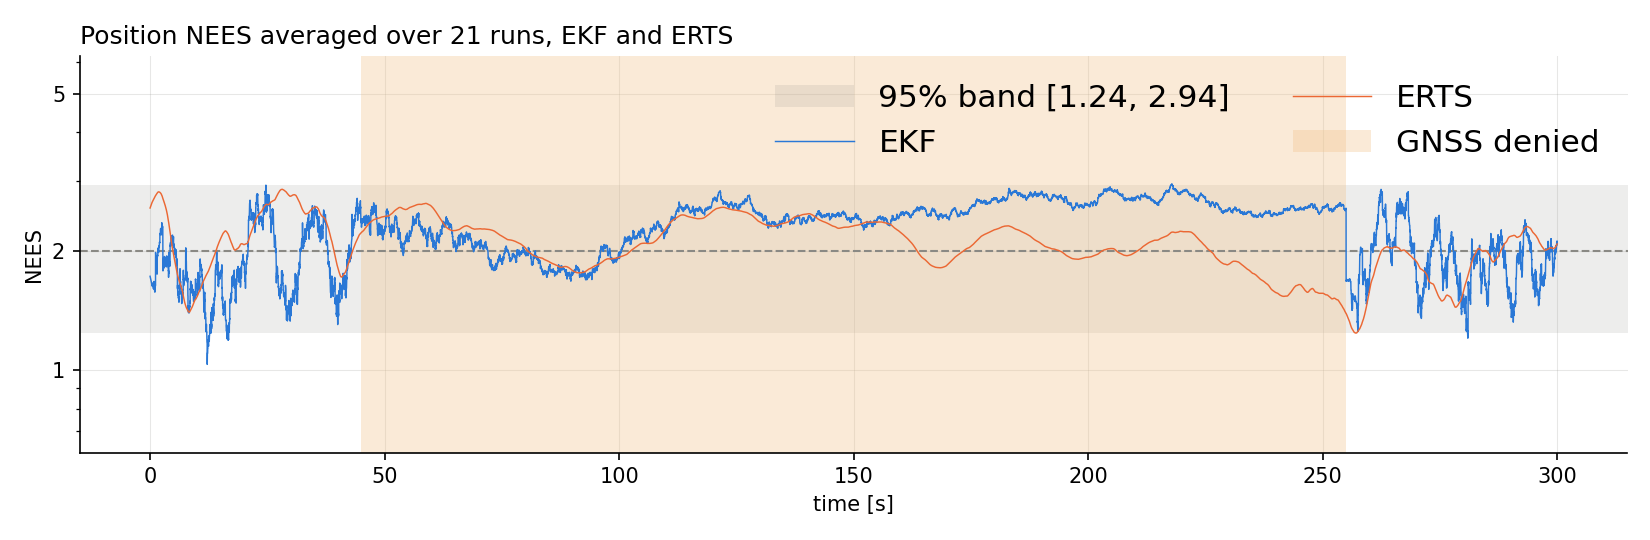 Position NEES averaged over 21 runs, EKF and ERTS
95% band [1.24, 2.94]
ERTS
EKF
GNSS denied
NEES
5
2
1
0
50
100
150
200
250
300
time [s]